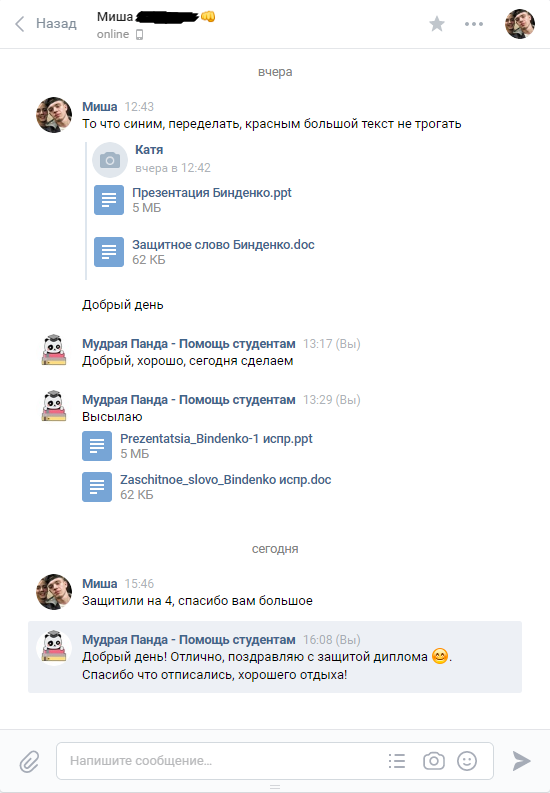 Назад
Миша
online
вчера
Миша 12:43
То что синим, переделать, красным большой текст не трогать
Катя
вчера в 12:42
Презентация Бинденко.ppt
5 МБ
Защитное слово Бинденко.doc
62 КБ
Добрый день
Мудрая Панда - Помощь студентам 13:17 (Вы)
Добрый, хорошо, сегодня сделаем
Мудрая Панда - Помощь студентам 13:29 (Вы)
Высылаю
Prezentatsia_Bindenko-1 испр.ppt
5 МБ
Zaschitnoe_slovo_Bindenko испр.doc
62 КБ
сегодня
Миша 15:46
Защитили на 4, спасибо вам большое
Мудрая Панда - Помощь студентам 16:08 (Вы)
Добрый день! Отлично, поздравляю с защитой диплома 😊.
Спасибо что отписались, хорошего отдыха!
Напишите сообщение...